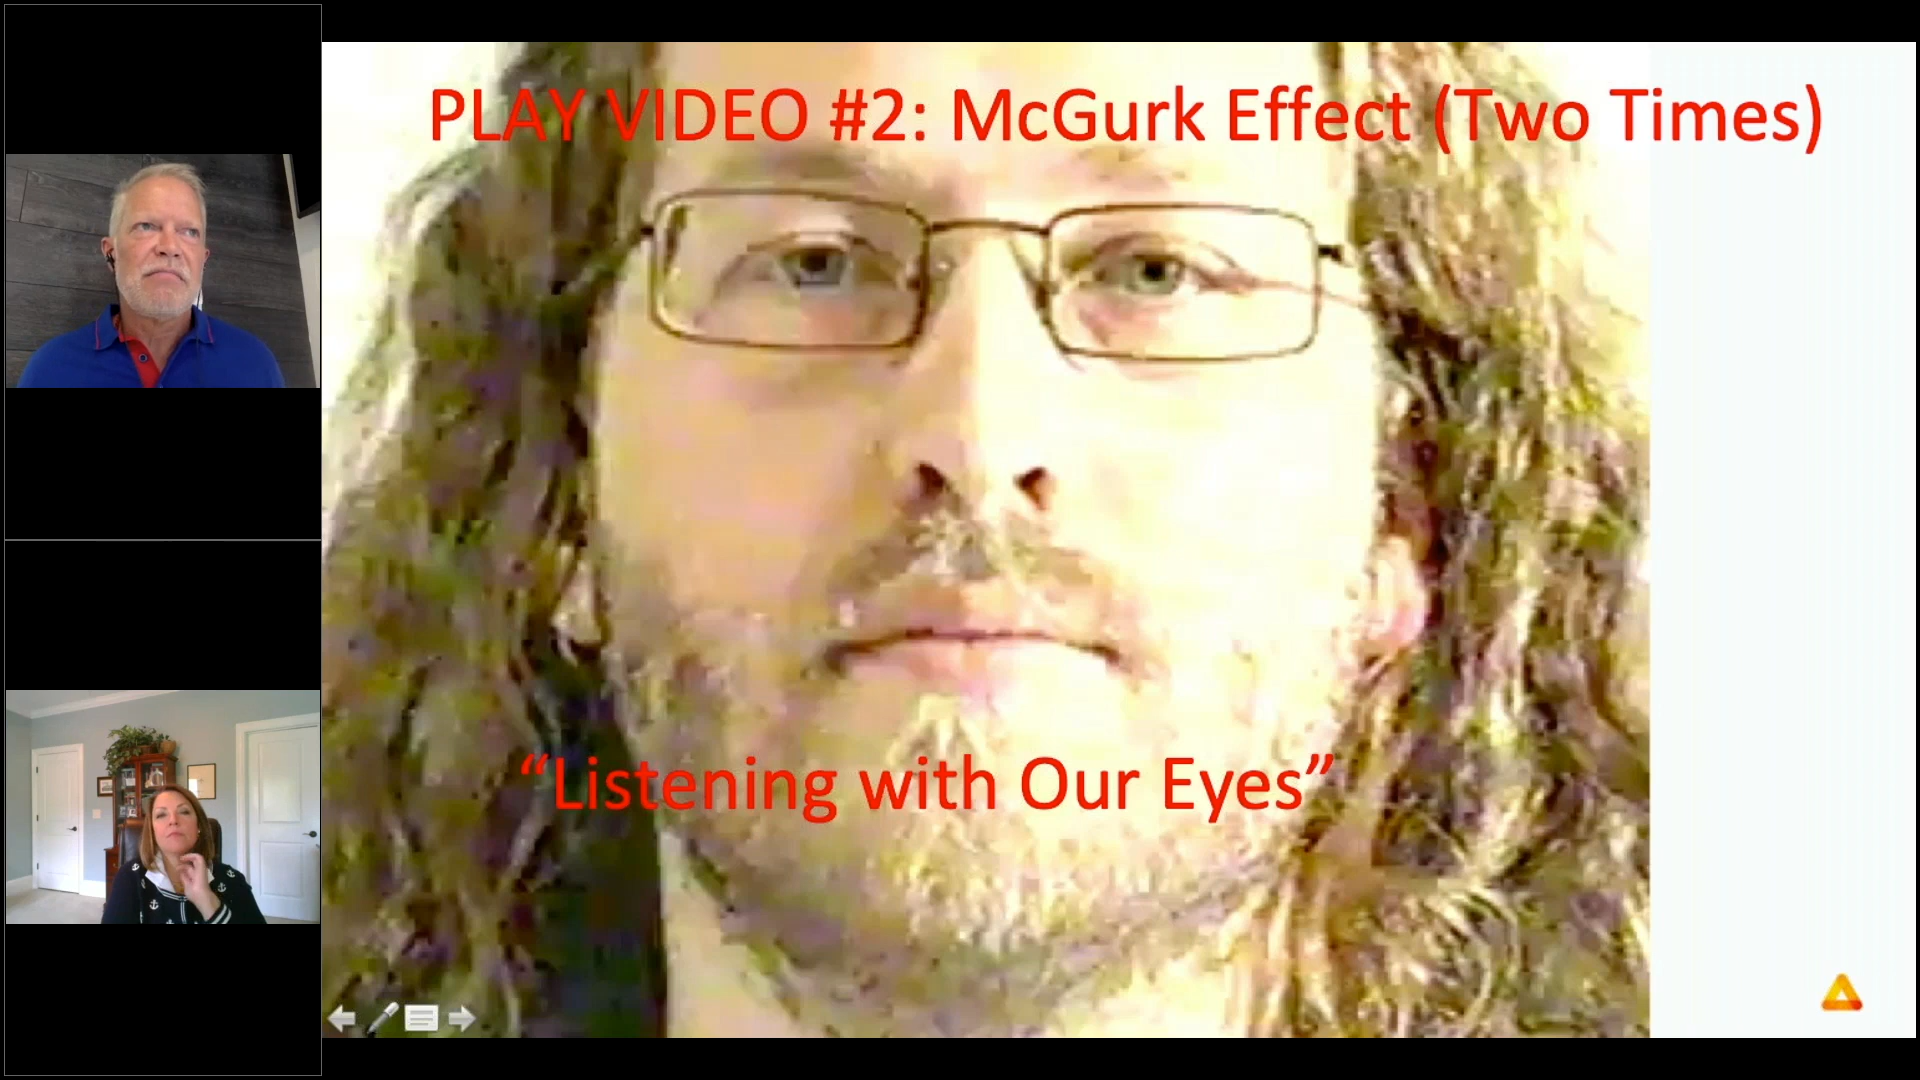 PLAY VIDEO #2: McGurk Effect (Two Times)
“Listening with Our Eyes”